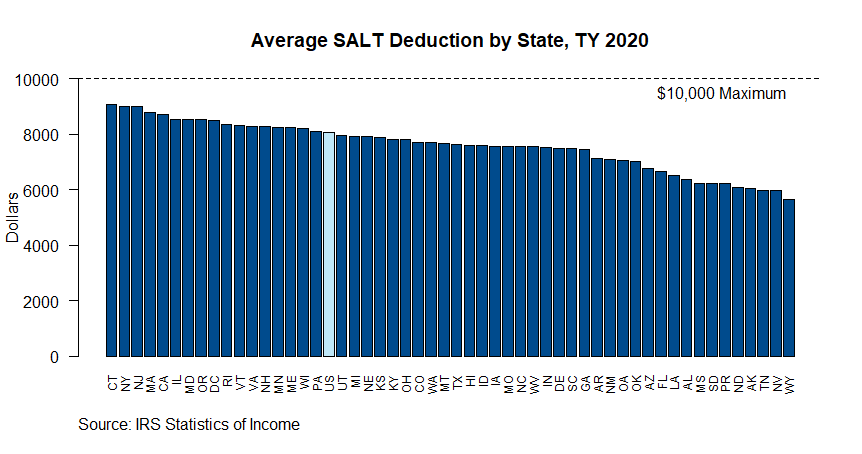 Average SALT Deduction by State, TY 2020
10000
$10,000 Maximum
8000
6000
Dollars
4000
2000
0
CT NY NJ MA CA IL MD OR DC RI VT VA NH MN ME WI PA US UT MI NE KS KY OH CO WA MT TX HI ID IA MO NC WV IN DE SC GA AR NM OA OK AZ FL LA AL MS SD PR ND AK TN NV WY
Source: IRS Statistics of Income